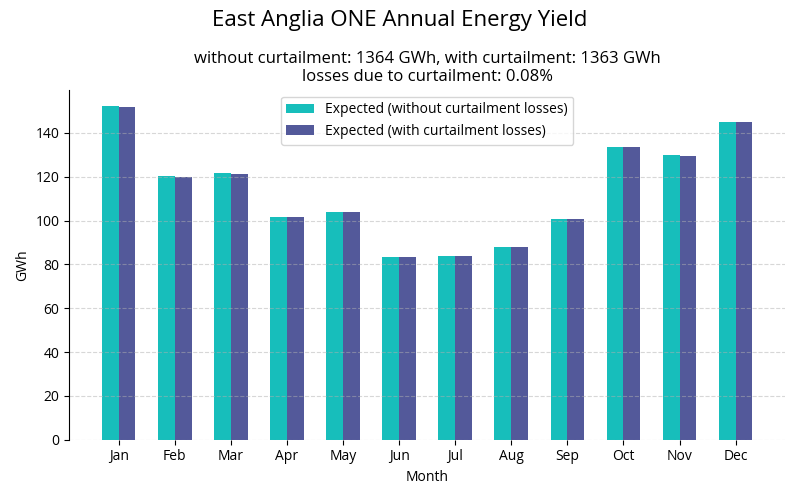 East Anglia ONE Annual Energy Yield
without curtailment: 1364 GWh, with curtailment: 1363 GWh
losses due to curtailment: 0.08%
Expected (without curtailment losses)
Expected (with curtailment losses)
140
120
100
80
60
40
20
0
GWh
Jan Feb Mar Apr May Jun Jul Aug Sep Oct Nov Dec
Month